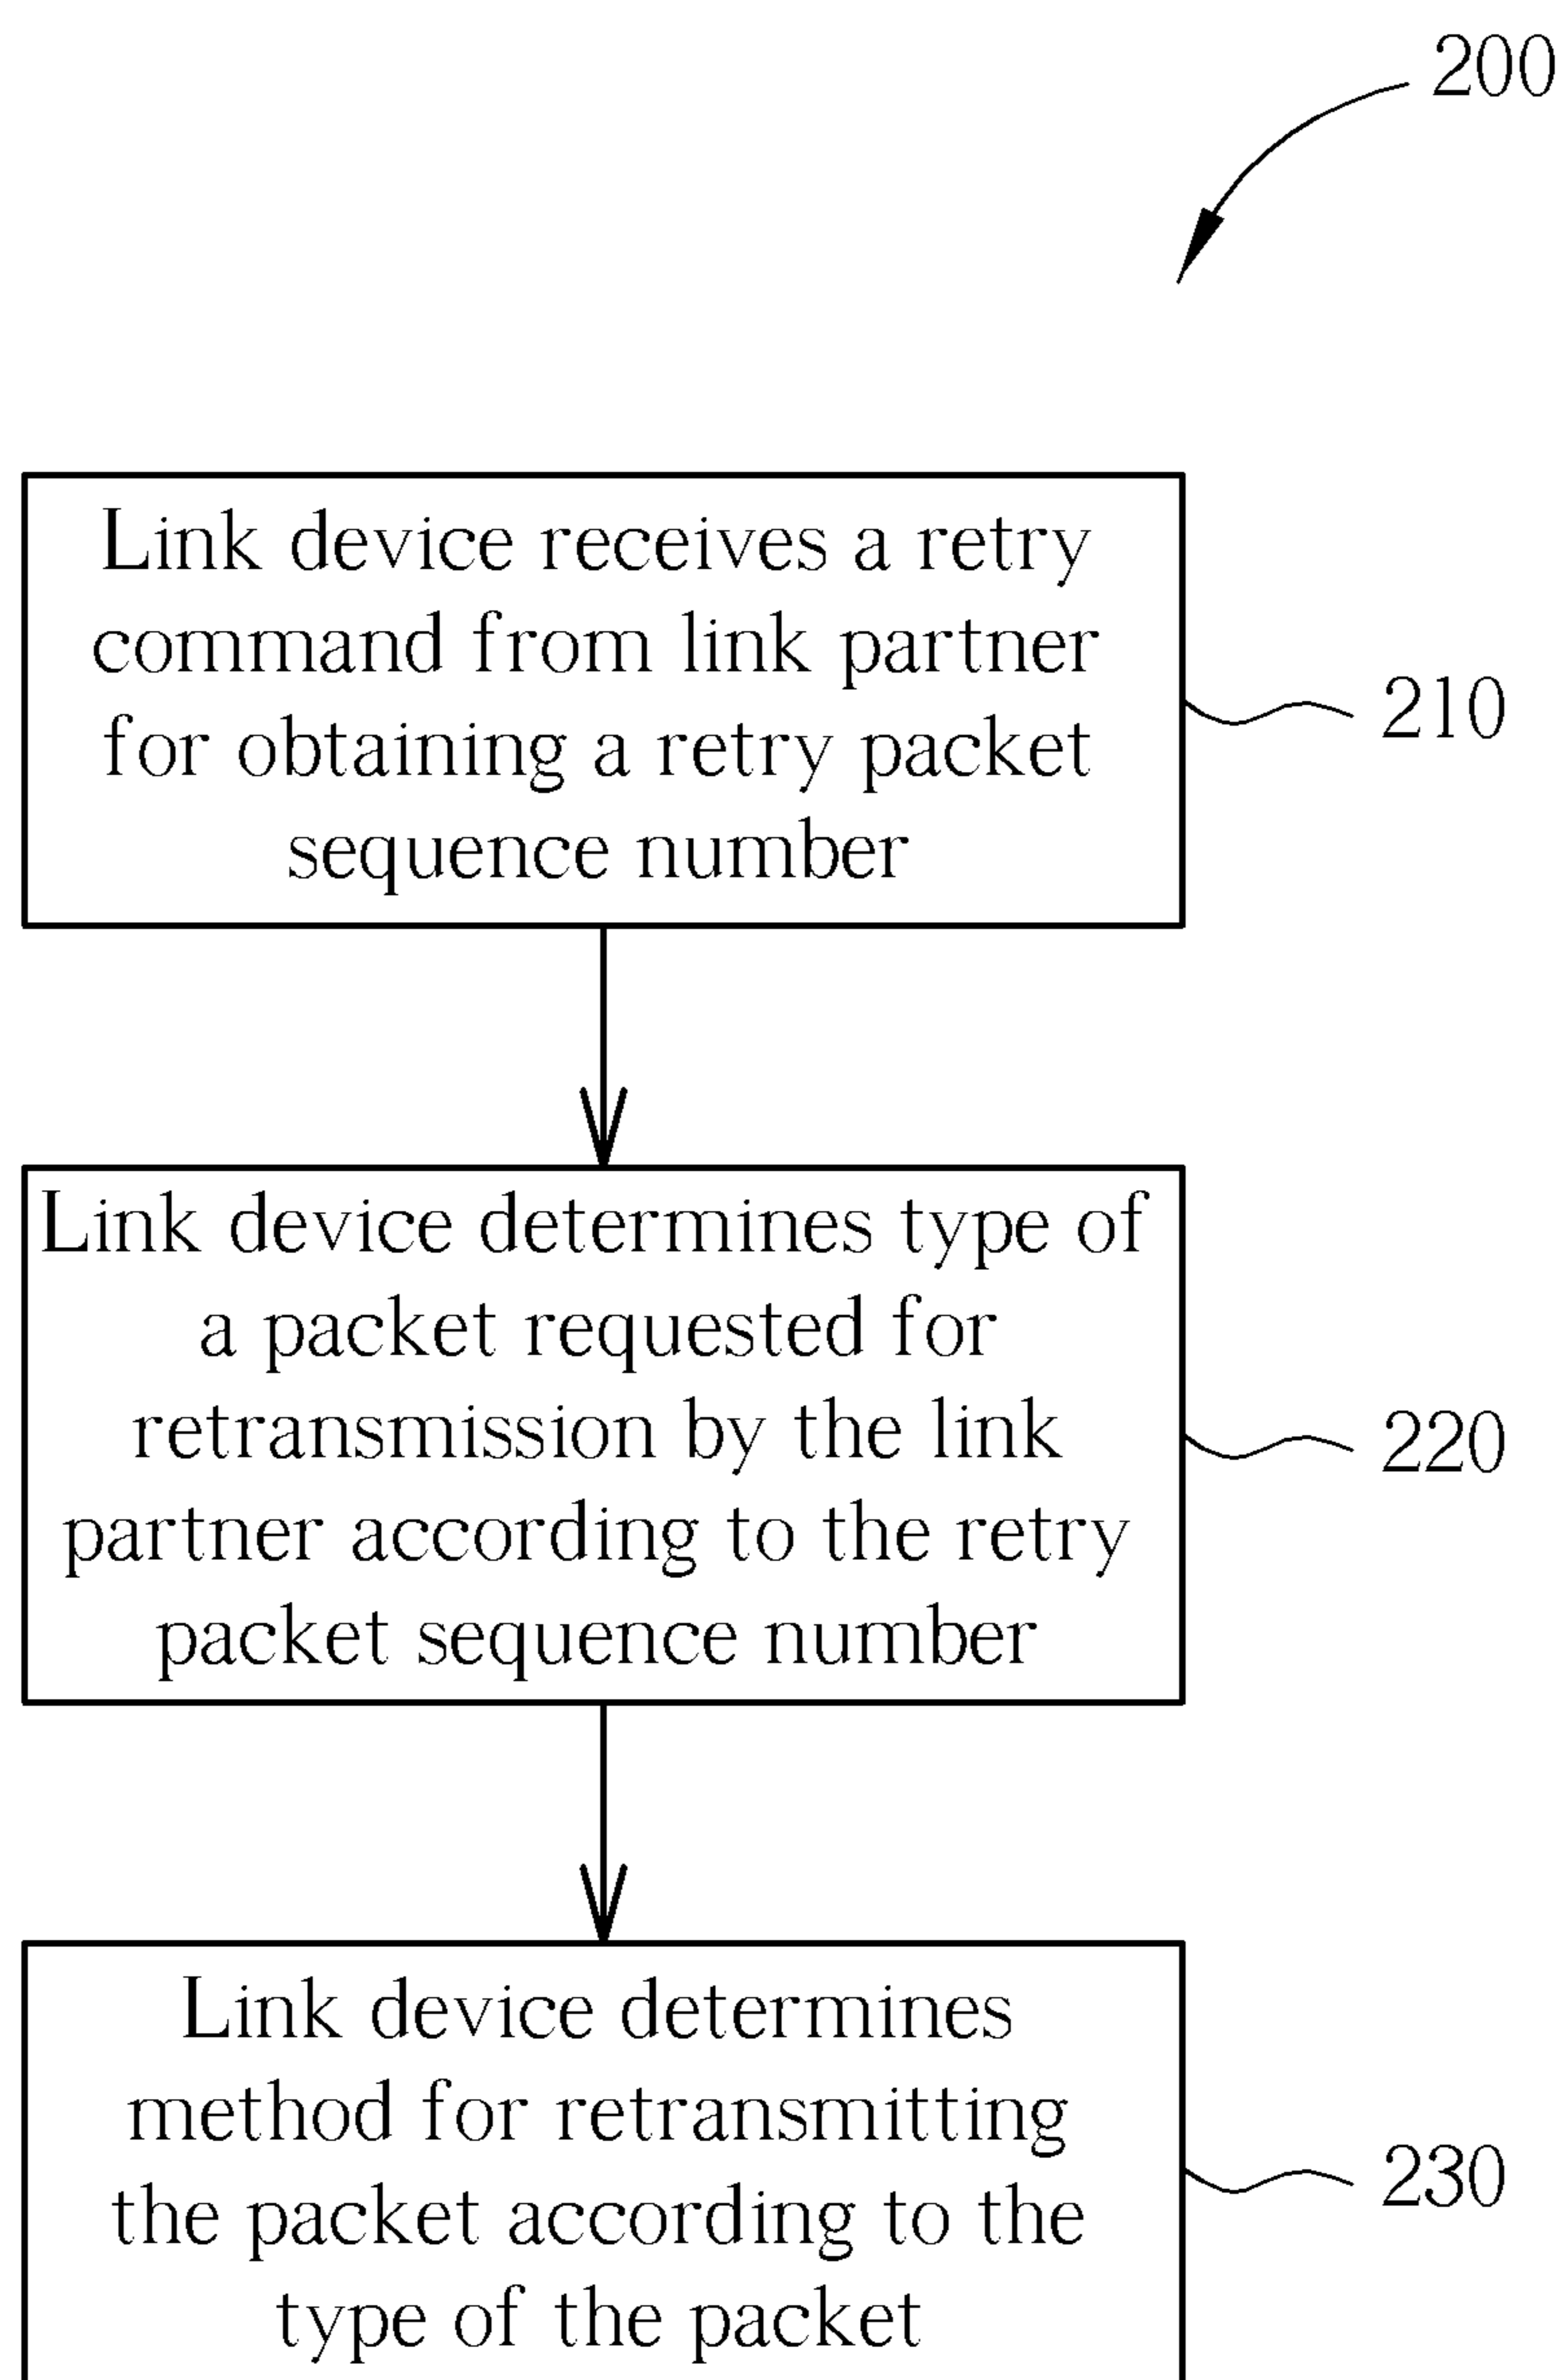 200
Link device receives a retry
command from link partner
for obtaining a retry packet
sequence number
210
Link device determines type of
a packet requested for
retransmission by the link
partner according to the retry
packet sequence number
220
Link device determines
method for retransmitting
the packet according to the
type of the packet
230